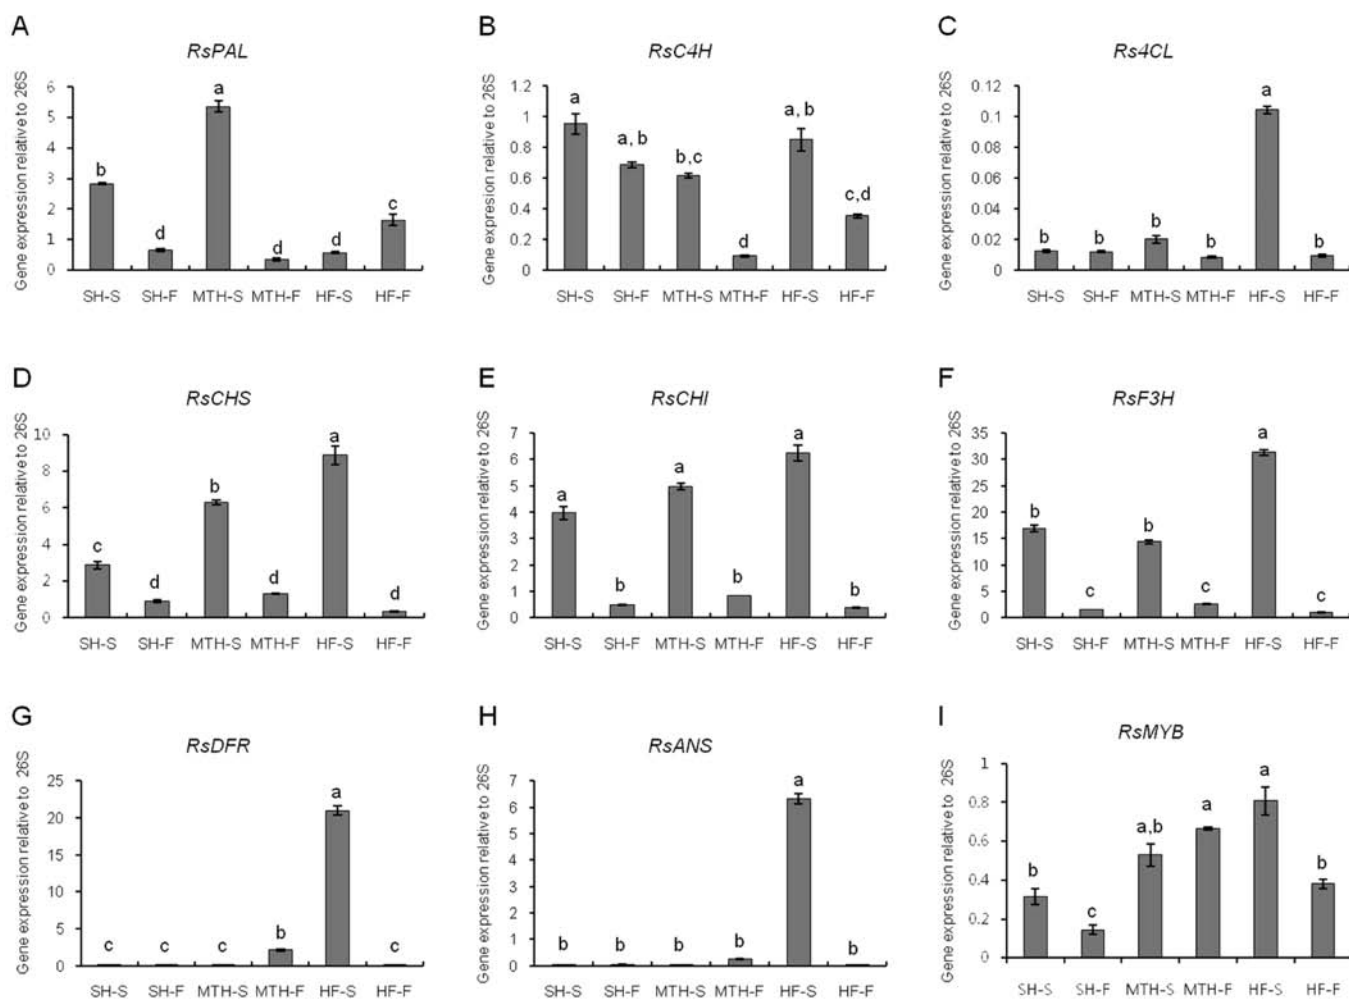 A
RsPAL
Gene expression relative to 26S
6
5
4
3
2
1
0
b
d
a
d
d
c
SH-S SH-F MTH-S MTH-F HF-S HF-F
B
RsC4H
Gene expression relative to 26S
1.2
1
0.8
0.6
0.4
0.2
0
a
a, b
b,c
d
a, b
c,d
SH-S SH-F MTH-S MTH-F HF-S HF-F
C
Rs4CL
Gene expression relative to 26S
0.12
0.1
0.08
0.06
0.04
0.02
0
b
b
b
b
a
b
SH-S SH-F MTH-S MTH-F HF-S HF-F
D
RsCHS
Gene expression relative to 26S
10
8
6
4
2
0
c
d
b
d
a
d
SH-S SH-F MTH-S MTH-F HF-S HF-F
E
RsCHI
Gene expression relative to 26S
7
6
5
4
3
2
1
0
a
b
a
b
a
b
SH-S SH-F MTH-S MTH-F HF-S HF-F
F
RsF3H
Gene expression relative to 26S
35
30
25
20
15
10
5
0
b
c
b
c
a
c
SH-S SH-F MTH-S MTH-F HF-S HF-F
G
RsDFR
Gene expression relative to 26S
25
20
15
10
5
0
c
c
c
b
a
c
SH-S SH-F MTH-S MTH-F HF-S HF-F
H
RsANS
Gene expression relative to 26S
7
6
5
4
3
2
1
0
b
b
b
b
a
b
SH-S SH-F MTH-S MTH-F HF-S HF-F
I
RsMYB
Gene expression relative to 26S
1
0.8
0.6
0.4
0.2
0
b
c
a,b
a
a
b
SH-S SH-F MTH-S MTH-F HF-S HF-F